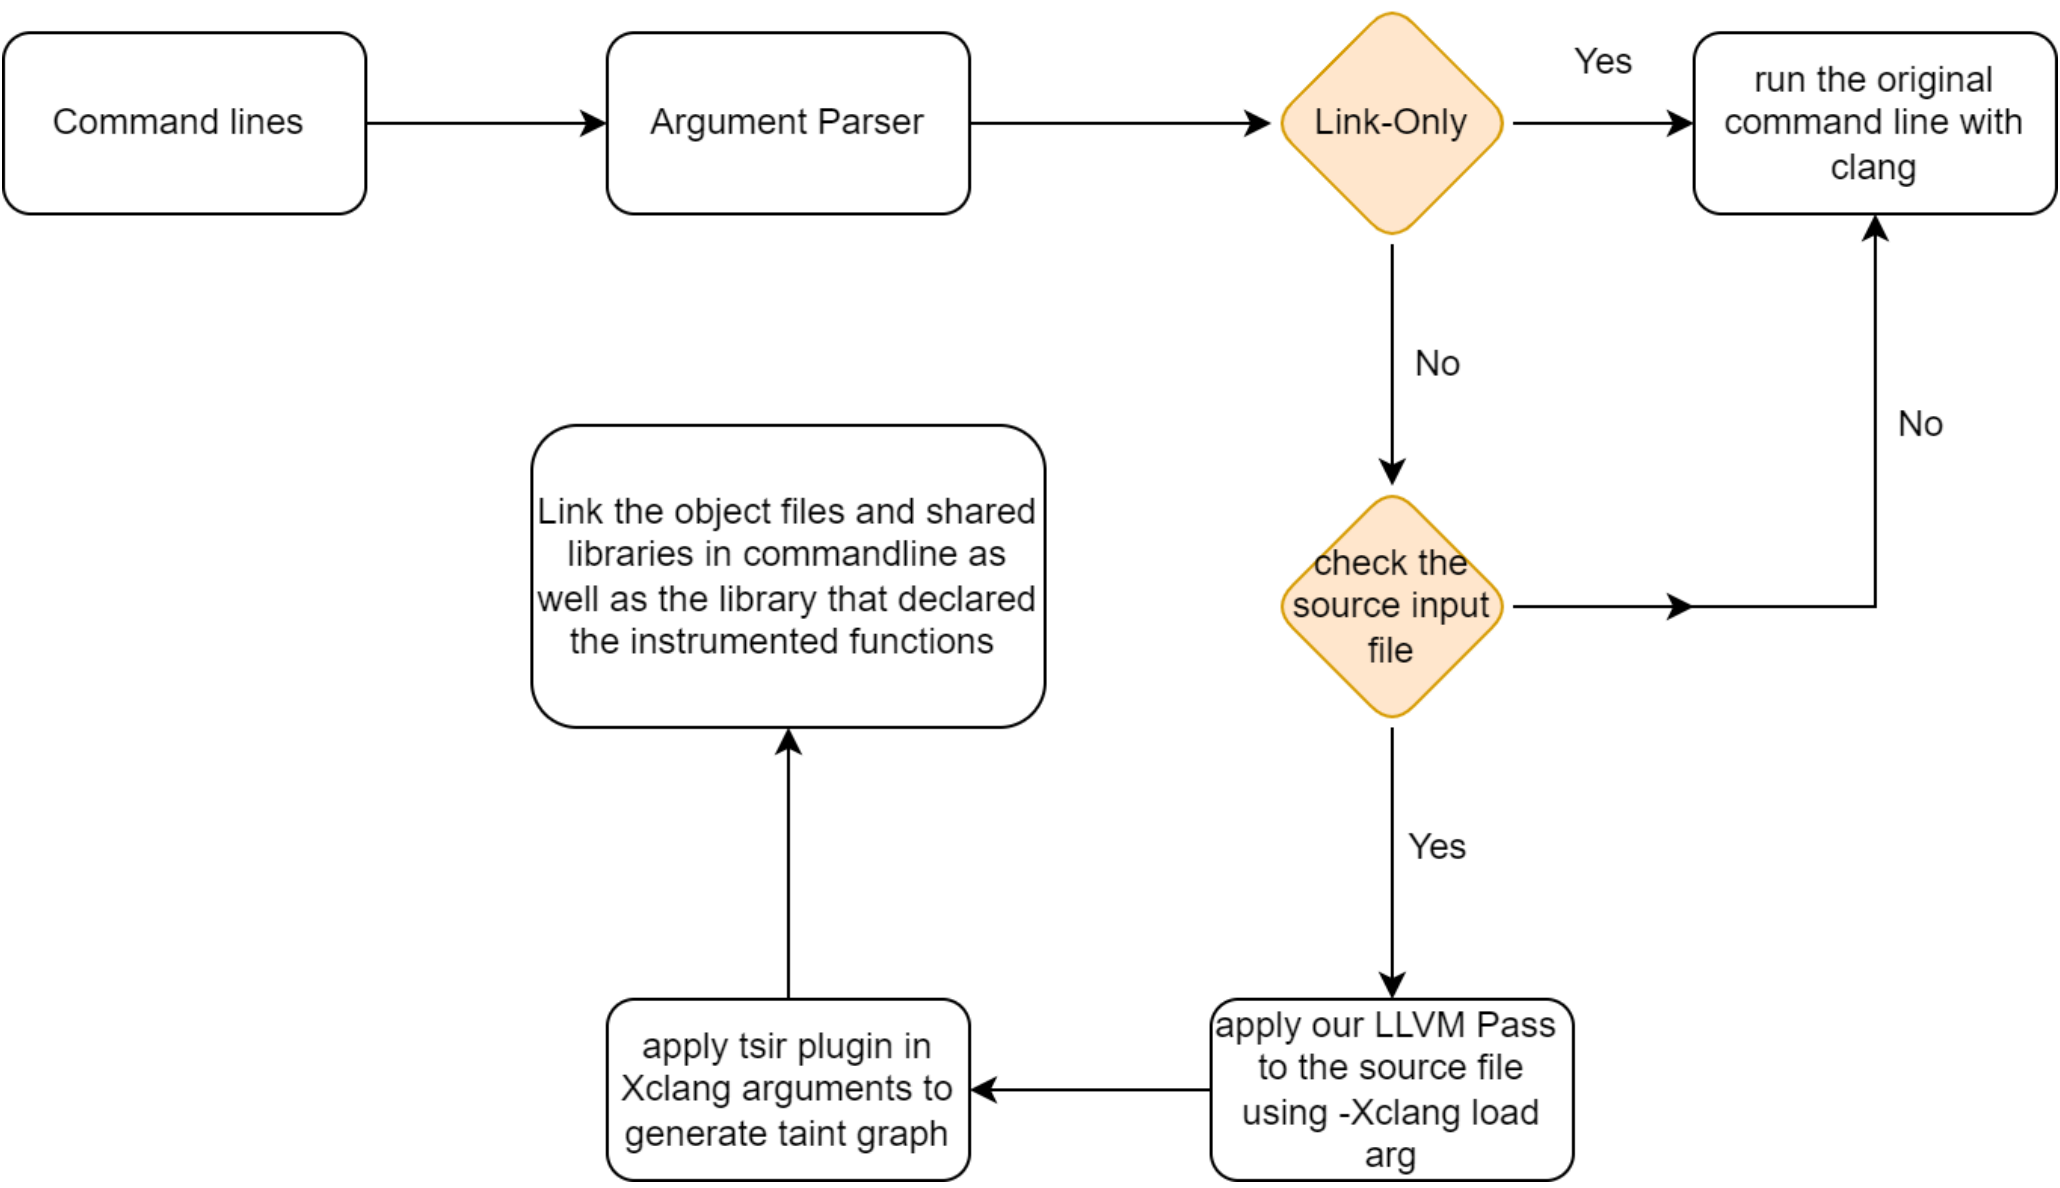 Command lines
Argument Parser
Link-Only
Yes
run the original
command line with
clang
No
No
Link the object files and shared
libraries in commandline as
well as the library that declared
the instrumented functions
check the
source input
file
Yes
apply tsir plugin in
Xclang arguments to
generate taint graph
apply our LLVM Pass
to the source file
using -Xclang load
arg